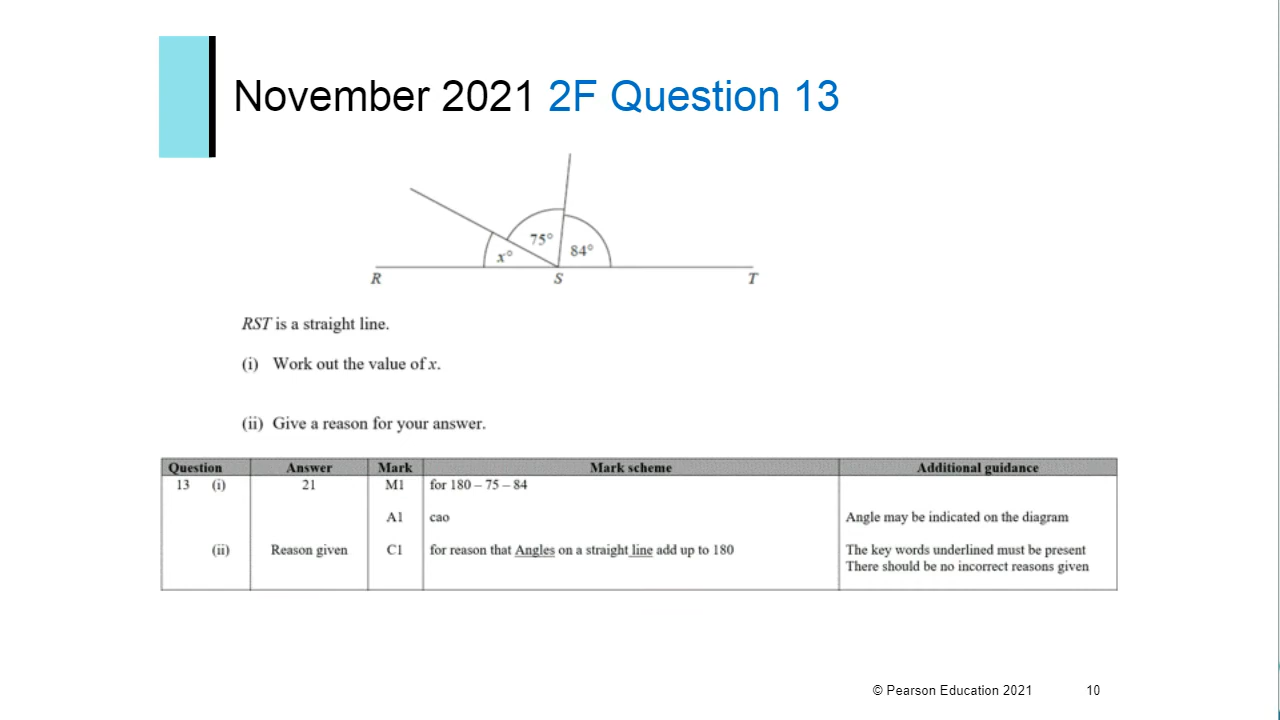 November 2021 2F Question 13
75°
84°
x°
R
S
T
RST is a straight line.
(i) Work out the value of x.
(ii) Give a reason for your answer.
Question Answer Mark Mark scheme Additional guidance
13 (i) 21 M1 for 180 – 75 – 84
A1 cao Angle may be indicated on the diagram
(ii) Reason given C1 for reason that Angles on a straight line add up to 180 The key words underlined must be present
There should be no incorrect reasons given
© Pearson Education 2021 10